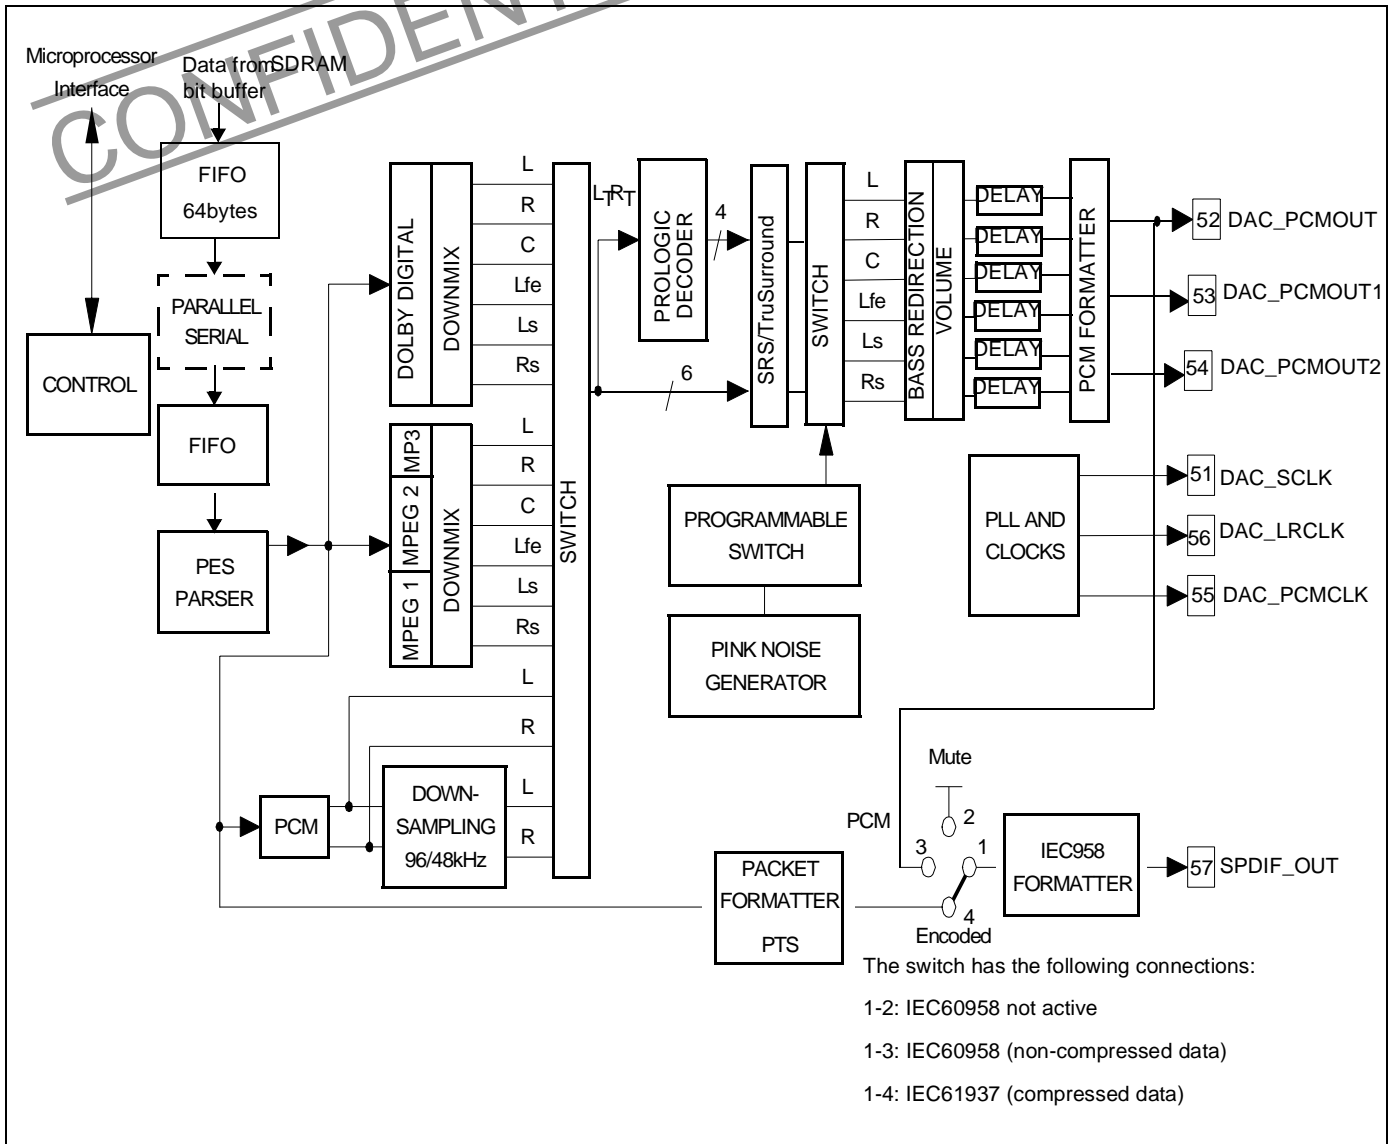 CONFIDENT
Microprocessor
Interface
Data from SDRAM
bit buffer
FIFO
64bytes
PARALLEL
SERIAL
CONTROL
FIFO
PES
PARSER
DOLBY DIGITAL
DOWNMIX
L
R
C
Lfe
Ls
Rs
MP3
MPEG 2
MPEG 1
DOWNMIX
L
R
C
Lfe
Ls
Rs
L
R
PCM
DOWN-
SAMPLING
96/48kHz
L
R
SWITCH
LTRT
PROLOGIC
DECODER
4
6
SRS/TruSurround
SWITCH
L
R
C
Lfe
Ls
Rs
BASS REDIRECTION
VOLUME
DELAY
DELAY
DELAY
DELAY
DELAY
DELAY
PCM FORMATTER
52 DAC_PCMOUT
53 DAC_PCMOUT1
54 DAC_PCMOUT2
PROGRAMMABLE
SWITCH
PINK NOISE
GENERATOR
PLL AND
CLOCKS
51 DAC_SCLK
56 DAC_LRCLK
55 DAC_PCMCLK
Mute
PCM
2
3
1
4
Encoded
PACKET
FORMATTER
PTS
IEC958
FORMATTER
57 SPDIF_OUT
The switch has the following connections:
1-2: IEC60958 not active
1-3: IEC60958 (non-compressed data)
1-4: IEC61937 (compressed data)